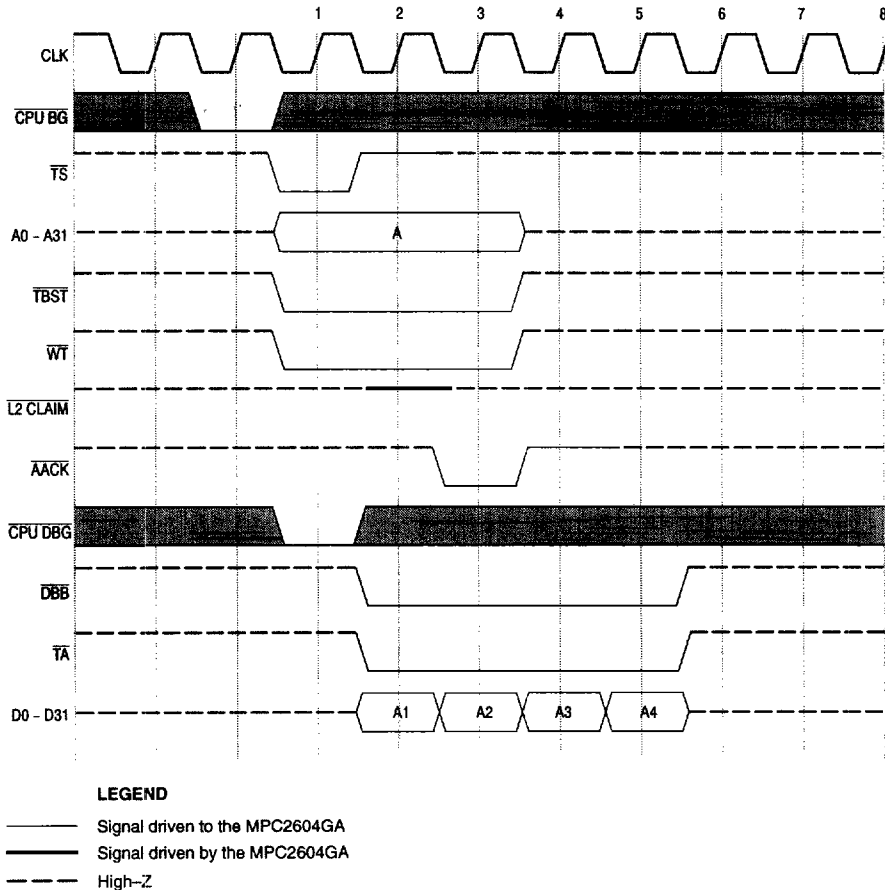 1 2 3 4 5 6 7 8
CLK
CPU BG
TS
A0 – A31
A
TBST
WT
L2 CLAIM
AACK
CPU DBG
DBB
TA
D0 – D31
A1 A2 A3 A4
LEGEND
Signal driven to the MPC2604GA
Signal driven by the MPC2604GA
High–Z